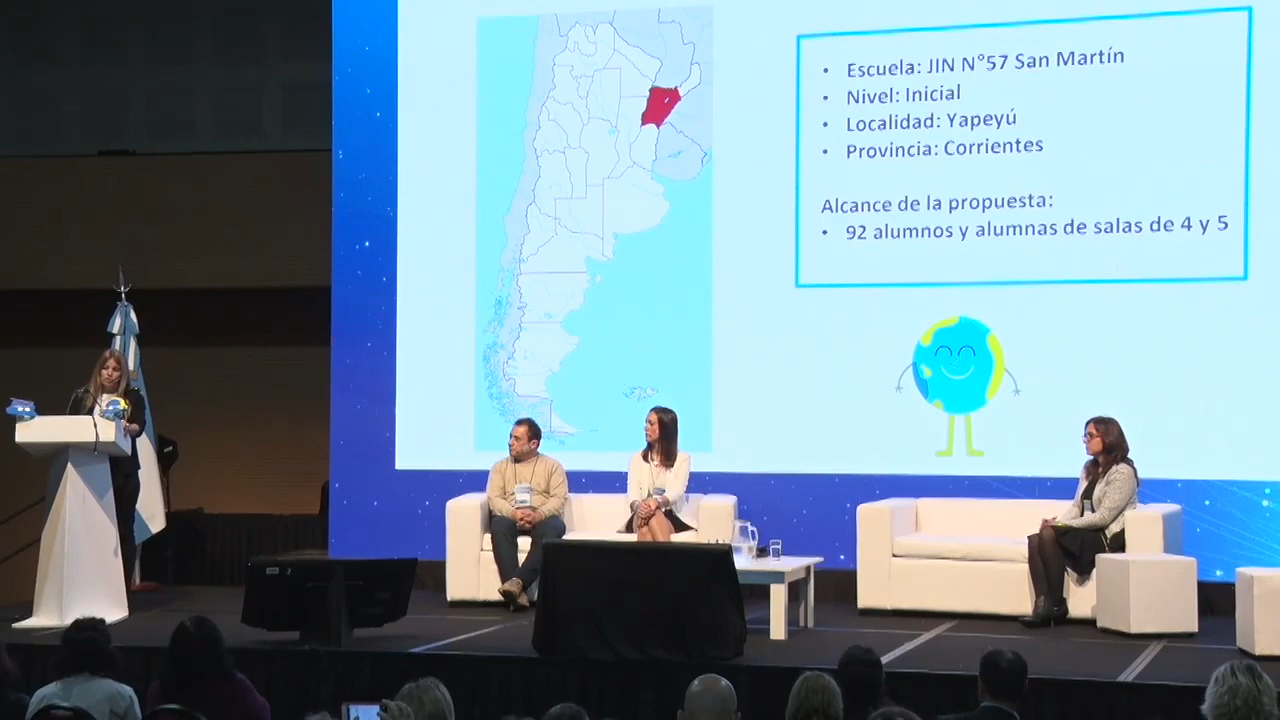 • Escuela: JIN N°57 San Martín
• Nivel: Inicial
• Localidad: Yapeyú
• Provincia: Corrientes
Alcance de la propuesta:
• 92 alumnos y alumnas de salas de 4 y 5